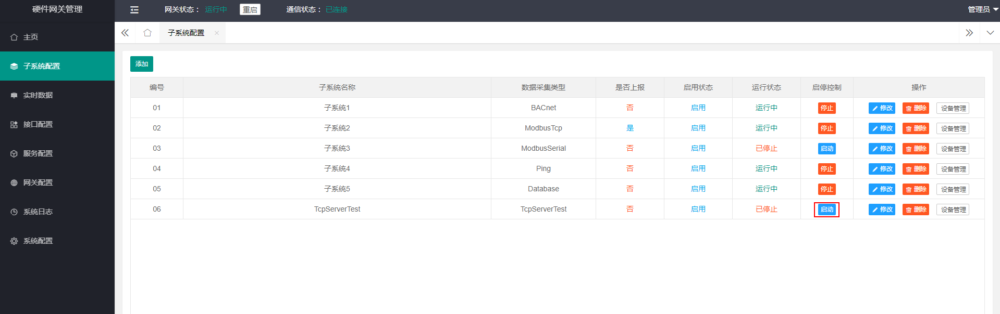 硬件网关管理
网关状态： 运行中 重启 通信状态： 已连接 管理员
主页
子系统配置
实时数据
接口配置
服务配置
网关配置
系统日志
系统配置
子系统配置
添加
编号 子系统名称 数据采集类型 是否上报 启用状态 运行状态 启停控制 操作
01 子系统1 BACnet 否 启用 运行中 停止 修改 删除 设备管理
02 子系统2 ModbusTcp 是 启用 运行中 停止 修改 删除 设备管理
03 子系统3 ModbusSerial 否 启用 已停止 启动 修改 删除 设备管理
04 子系统4 Ping 否 启用 运行中 停止 修改 删除 设备管理
05 子系统5 Database 否 启用 运行中 停止 修改 删除 设备管理
06 TcpServerTest TcpServerTest 否 启用 已停止 启动 修改 删除 设备管理